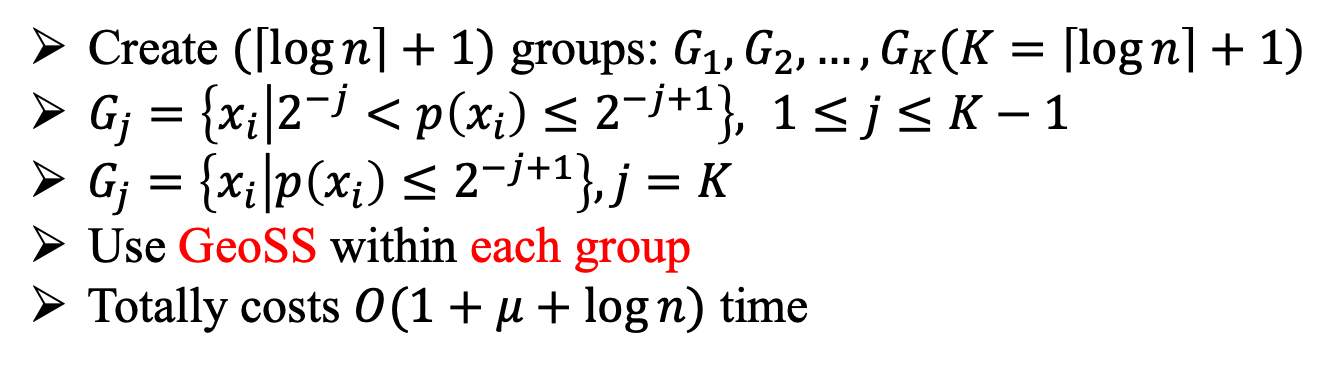 ➤ Create (⌈log n⌉ + 1) groups: G₁, G₂, …, G_K(K = ⌈log n⌉ + 1)
➤ G_j = {x_i|2^{−j} < p(x_i) ≤ 2^{−j+1}}, 1 ≤ j ≤ K − 1
➤ G_j = {x_i|p(x_i) ≤ 2^{−j+1}}, j = K
➤ Use GeoSS within each group
➤ Totally costs O(1 + μ + log n) time